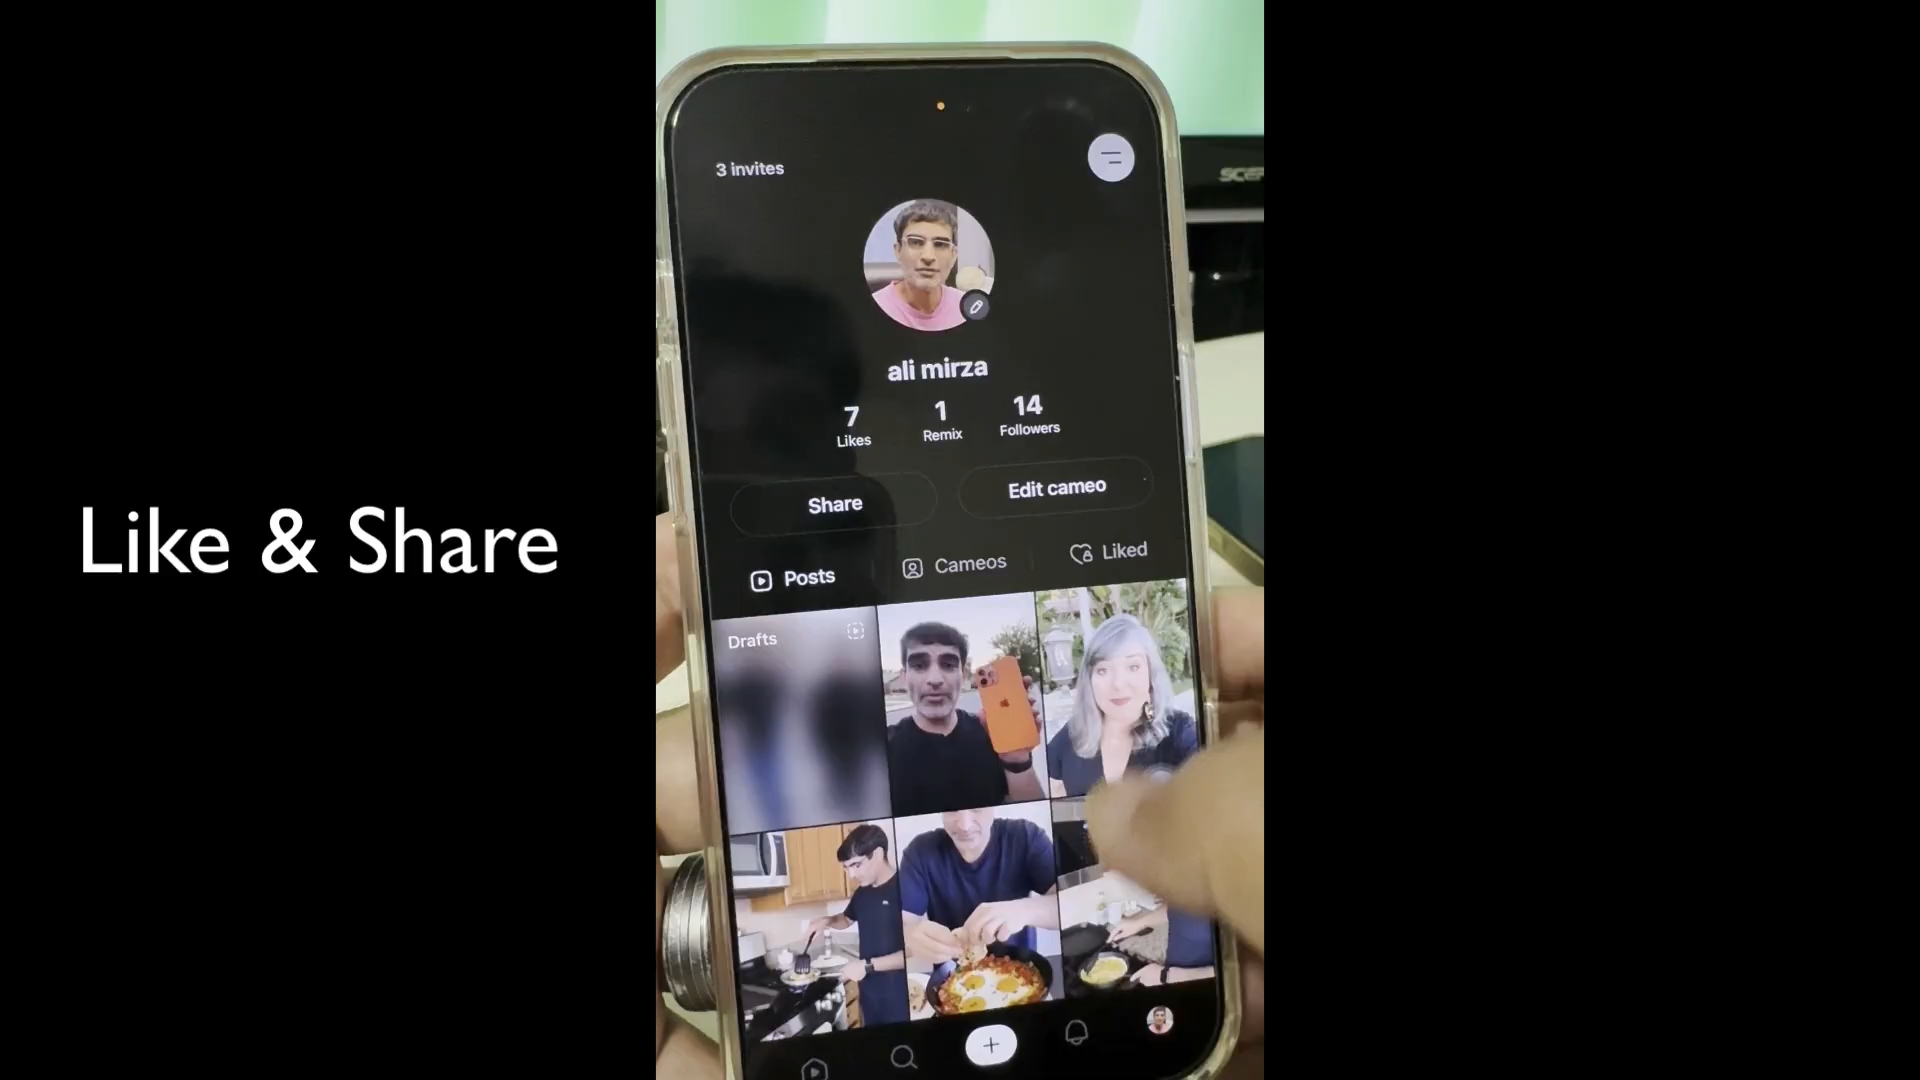 Like & Share
3 invites
ali mirza
7 1 14
Likes Remix Followers
Share Edit cameo
Posts Cameos Liked
Drafts